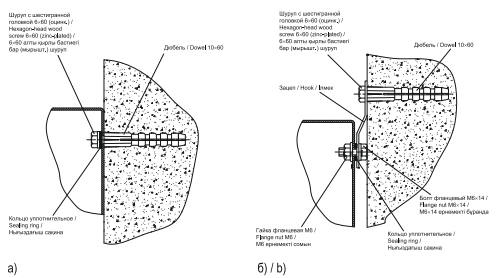 Шуруп с шестигранной
головкой 6×60 (оцинк.) /
Hexagon-head wood
screw 6×60 (zinc-plated) /
6×60 алты қырлы бастиегі
бар (мырышт.) шуруп
Дюбель / Dowel 10×60
Кольцо уплотнительное /
Sealing ring /
Нығыздағыш сақина
а)
Шуруп с шестигранной
головкой 6×60 (оцинк.) /
Hexagon-head wood
screw 6×60 (zinc-plated) /
6×60 алты қырлы бастиегі
бар (мырышт.) шуруп
Дюбель / Dowel 10×60
Зацеп / Hook / Ілмек
Болт фланцевый М6×14 /
Flange nut M6×14 /
М6×14 ернемекті бұранда
Гайка фланцевая М6 /
Flange nut M6 /
М6 ернемекті сомын
Кольцо уплотнительное /
Sealing ring /
Нығыздағыш сақина
б) / b)